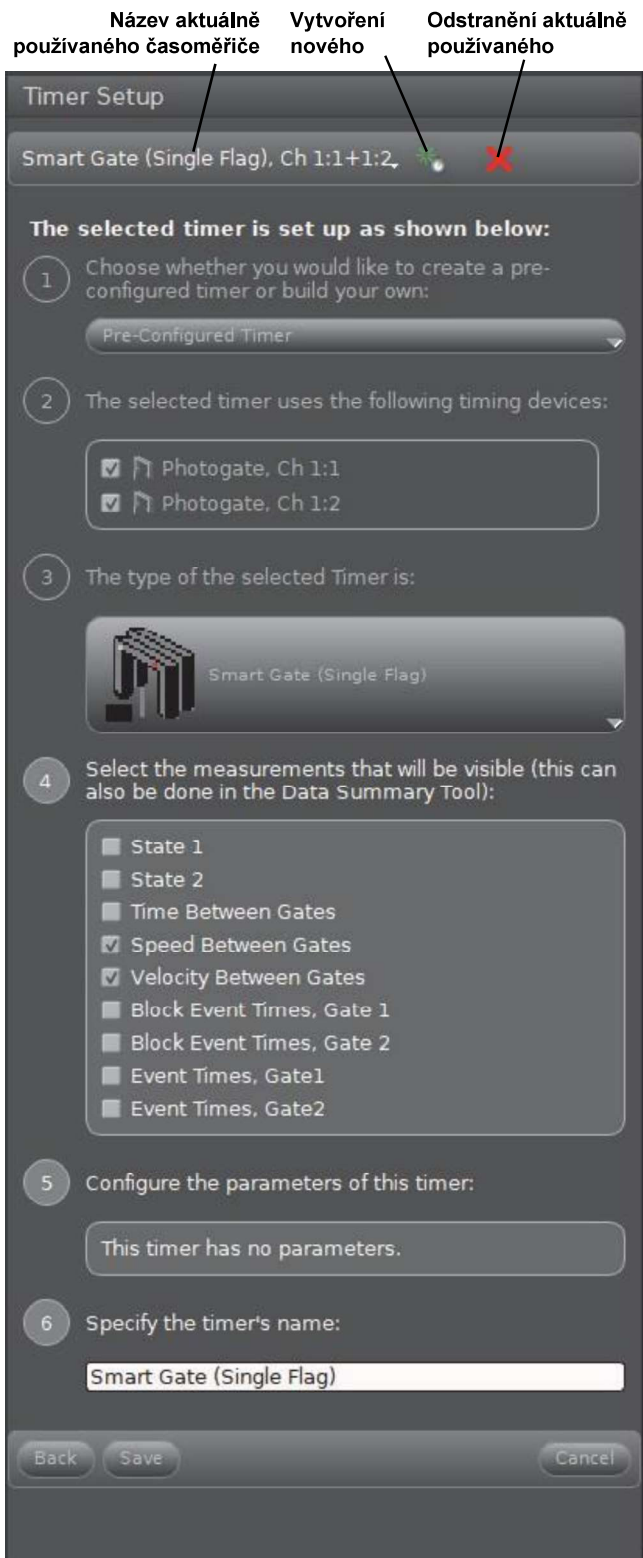 Název aktuálně používaného časoměřiče
Vytvoření nového
Odstranění aktuálně používaného
Timer Setup
Smart Gate (Single Flag), Ch 1:1+1:2
The selected timer is set up as shown below:
1
Choose whether you would like to create a pre-
configured timer or build your own:
Pre-Configured Timer
2
The selected timer uses the following timing devices:
Photogate, Ch 1:1
Photogate, Ch 1:2
3
The type of the selected Timer is:
Smart Gate (Single Flag)
4
Select the measurements that will be visible (this can
also be done in the Data Summary Tool):
State 1
State 2
Time Between Gates
Speed Between Gates
Velocity Between Gates
Block Event Times, Gate 1
Block Event Times, Gate 2
Event Times, Gate1
Event Times, Gate2
5
Configure the parameters of this timer:
This timer has no parameters.
6
Specify the timer's name:
Smart Gate (Single Flag)
Back
Save
Cancel